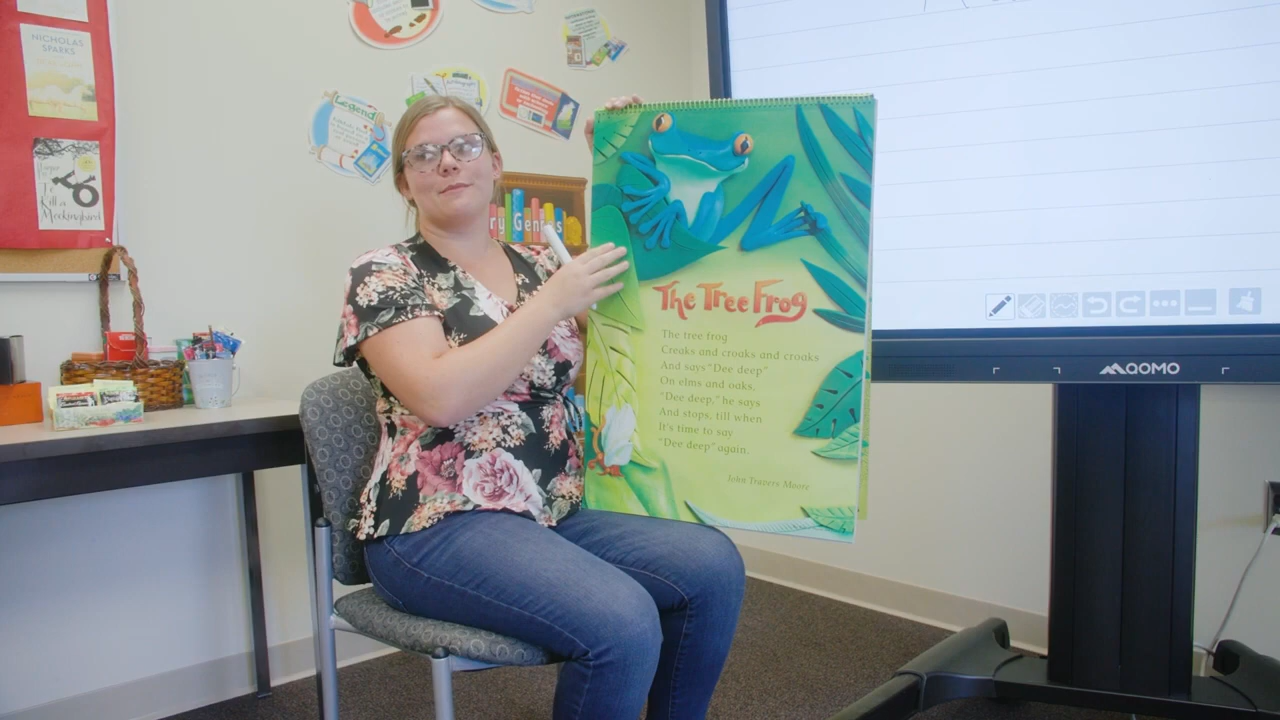 NICHOLAS
SPARKS
To
Kill a
Mockingbird
Legend
ry Genres
The Tree Frog
The tree frog
Creaks and croaks and croaks
And says "Dee deep"
On elms and oaks,
"Dee deep," he says
And stops, till when
It's time to say
"Dee deep" again.
John Travers Moore
QOMO